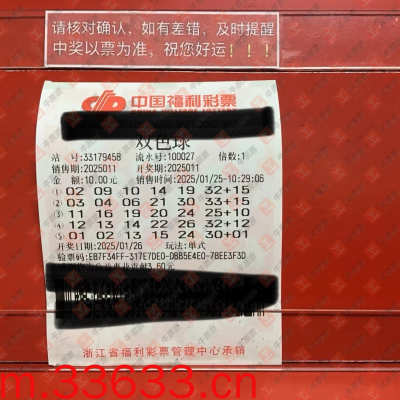 请核对确认，如有差错，及时提醒
中奖以票为准，祝您好运！！！
中国福利彩票
双色球
站 号:33179458 流水号:100027 倍数:1
销售期:2025011 开奖期:2025011
金 额:10.00元 销售时间:2025/01/25-10:29:06
① 02 09 10 14 19 32+15
② 03 04 06 21 30 33+15
③ 11 16 19 20 24 25+10
④ 12 13 14 22 26 32+12
⑤ 01 02 13 15 24 30+01
开奖日期:2025/01/26 玩法:单式
验票码:EB7F34FF-317E7DE0-DBB5E4E0-7BEE3F3D
3.60元
浙江省福利彩票管理中心承销
m.33633.cn